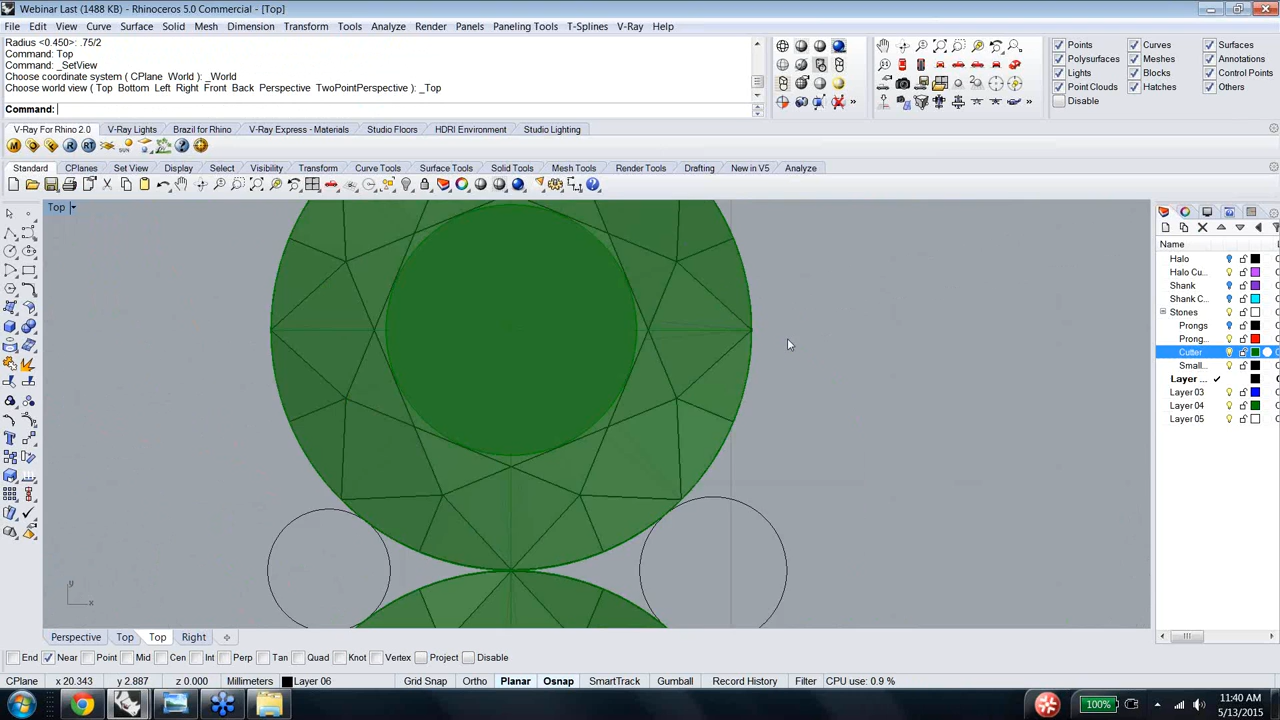 Webinar Last (1488 KB) - Rhinoceros 5.0 Commercial - [Top]
File Edit View Curve Surface Solid Mesh Dimension Transform Tools Analyze Render Panels Paneling Tools T-Splines V-Ray Help
Radius <0.450>: .75/2
Command: Top
Command: _SetView
Choose coordinate system ( CPlane World ): _World
Choose world view ( Top Bottom Left Right Front Back Perspective TwoPointPerspective ): _Top
Command:
Points Curves Surfaces
Polysurfaces Meshes Annotations
Lights Blocks Control Points
Point Clouds Hatches Others
Disable
V-Ray For Rhino 2.0 V-Ray Lights Brazil for Rhino V-Ray Express - Materials Studio Floors HDRI Environment Studio Lighting
Standard CPlanes Set View Display Select Visibility Transform Curve Tools Surface Tools Solid Tools Mesh Tools Render Tools Drafting New in V5 Analyze
Top
Name
Halo
Halo Cu...
Shank
Shank C...
Stones
Prongs
Prong...
Cutter
Small...
Layer ...
Layer 03
Layer 04
Layer 05
y
x
Perspective Top Top Right
End Near Point Mid Cen Int Perp Tan Quad Knot Vertex Project Disable
CPlane x 20.343 y 2.887 z 0.000 Millimeters Layer 06 Grid Snap Ortho Planar Osnap SmartTrack Gumball Record History Filter CPU use: 0.9 %
100%
11:40 AM
5/13/2015